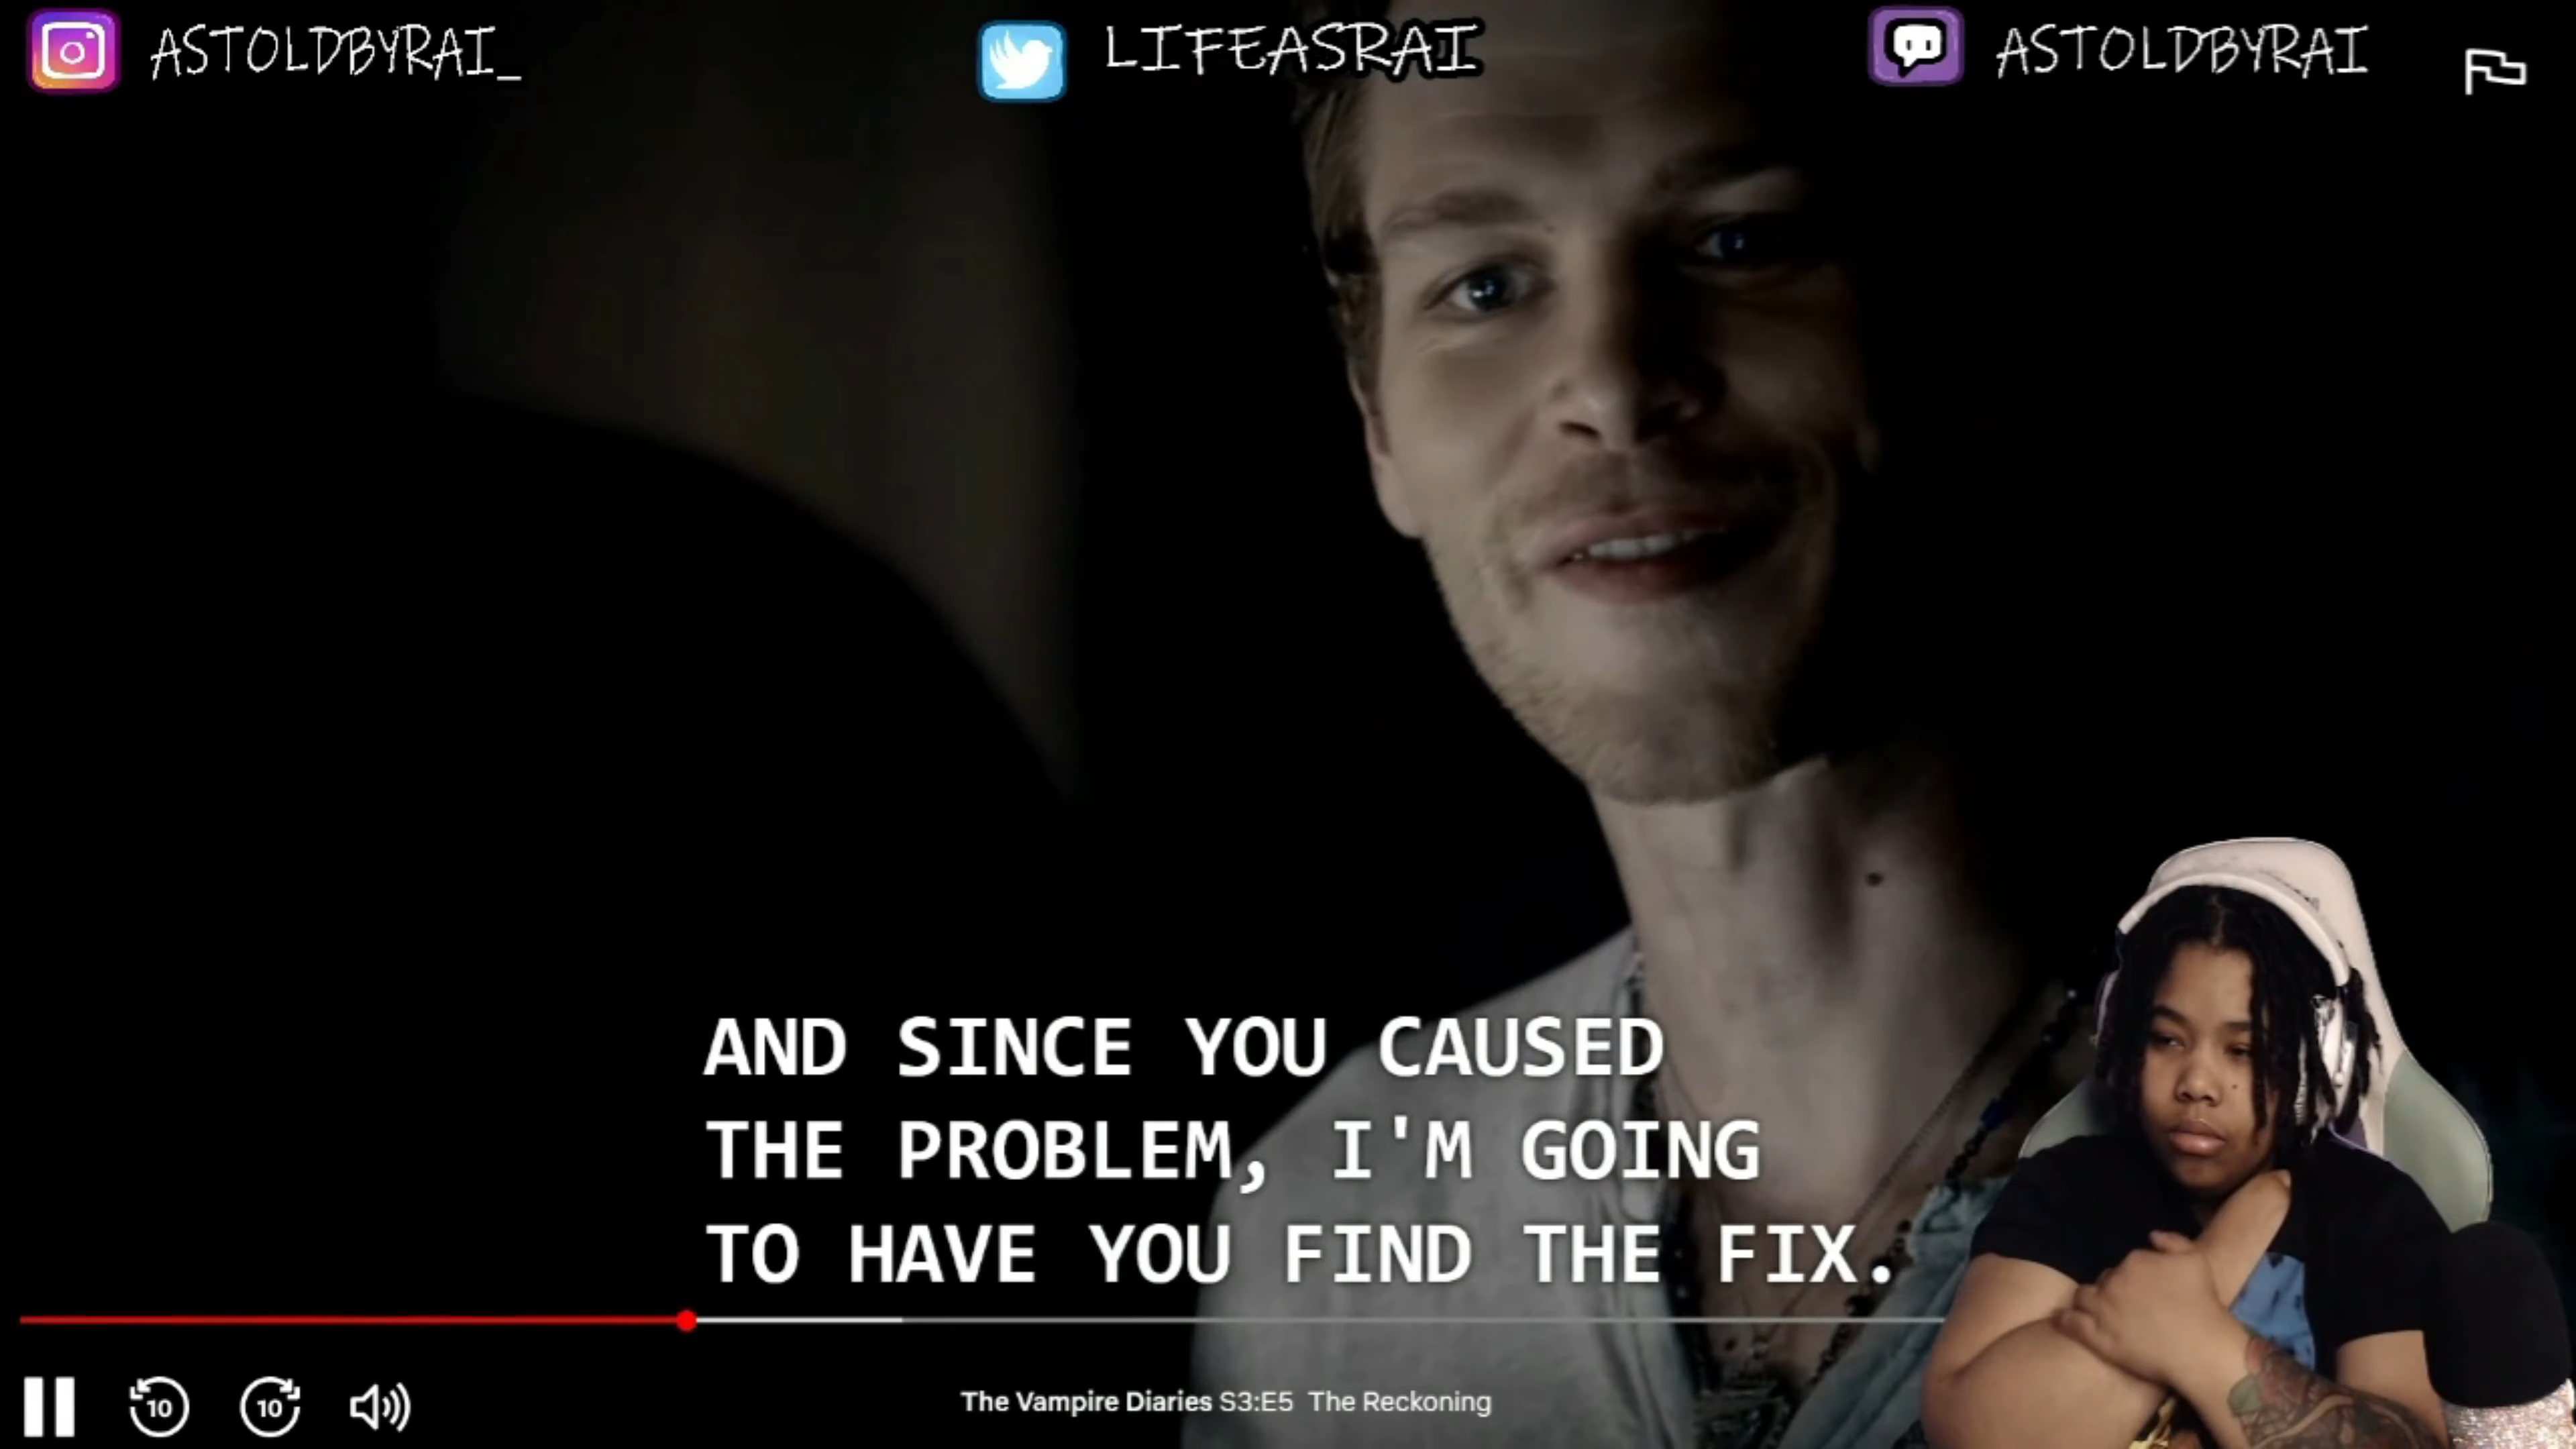 ASTOLDBYRAI_
LIFEASRAI
ASTOLDBYRAI
AND SINCE YOU CAUSED
THE PROBLEM, I'M GOING
TO HAVE YOU FIND THE FIX.
10
10
The Vampire Diaries S3:E5 The Reckoning